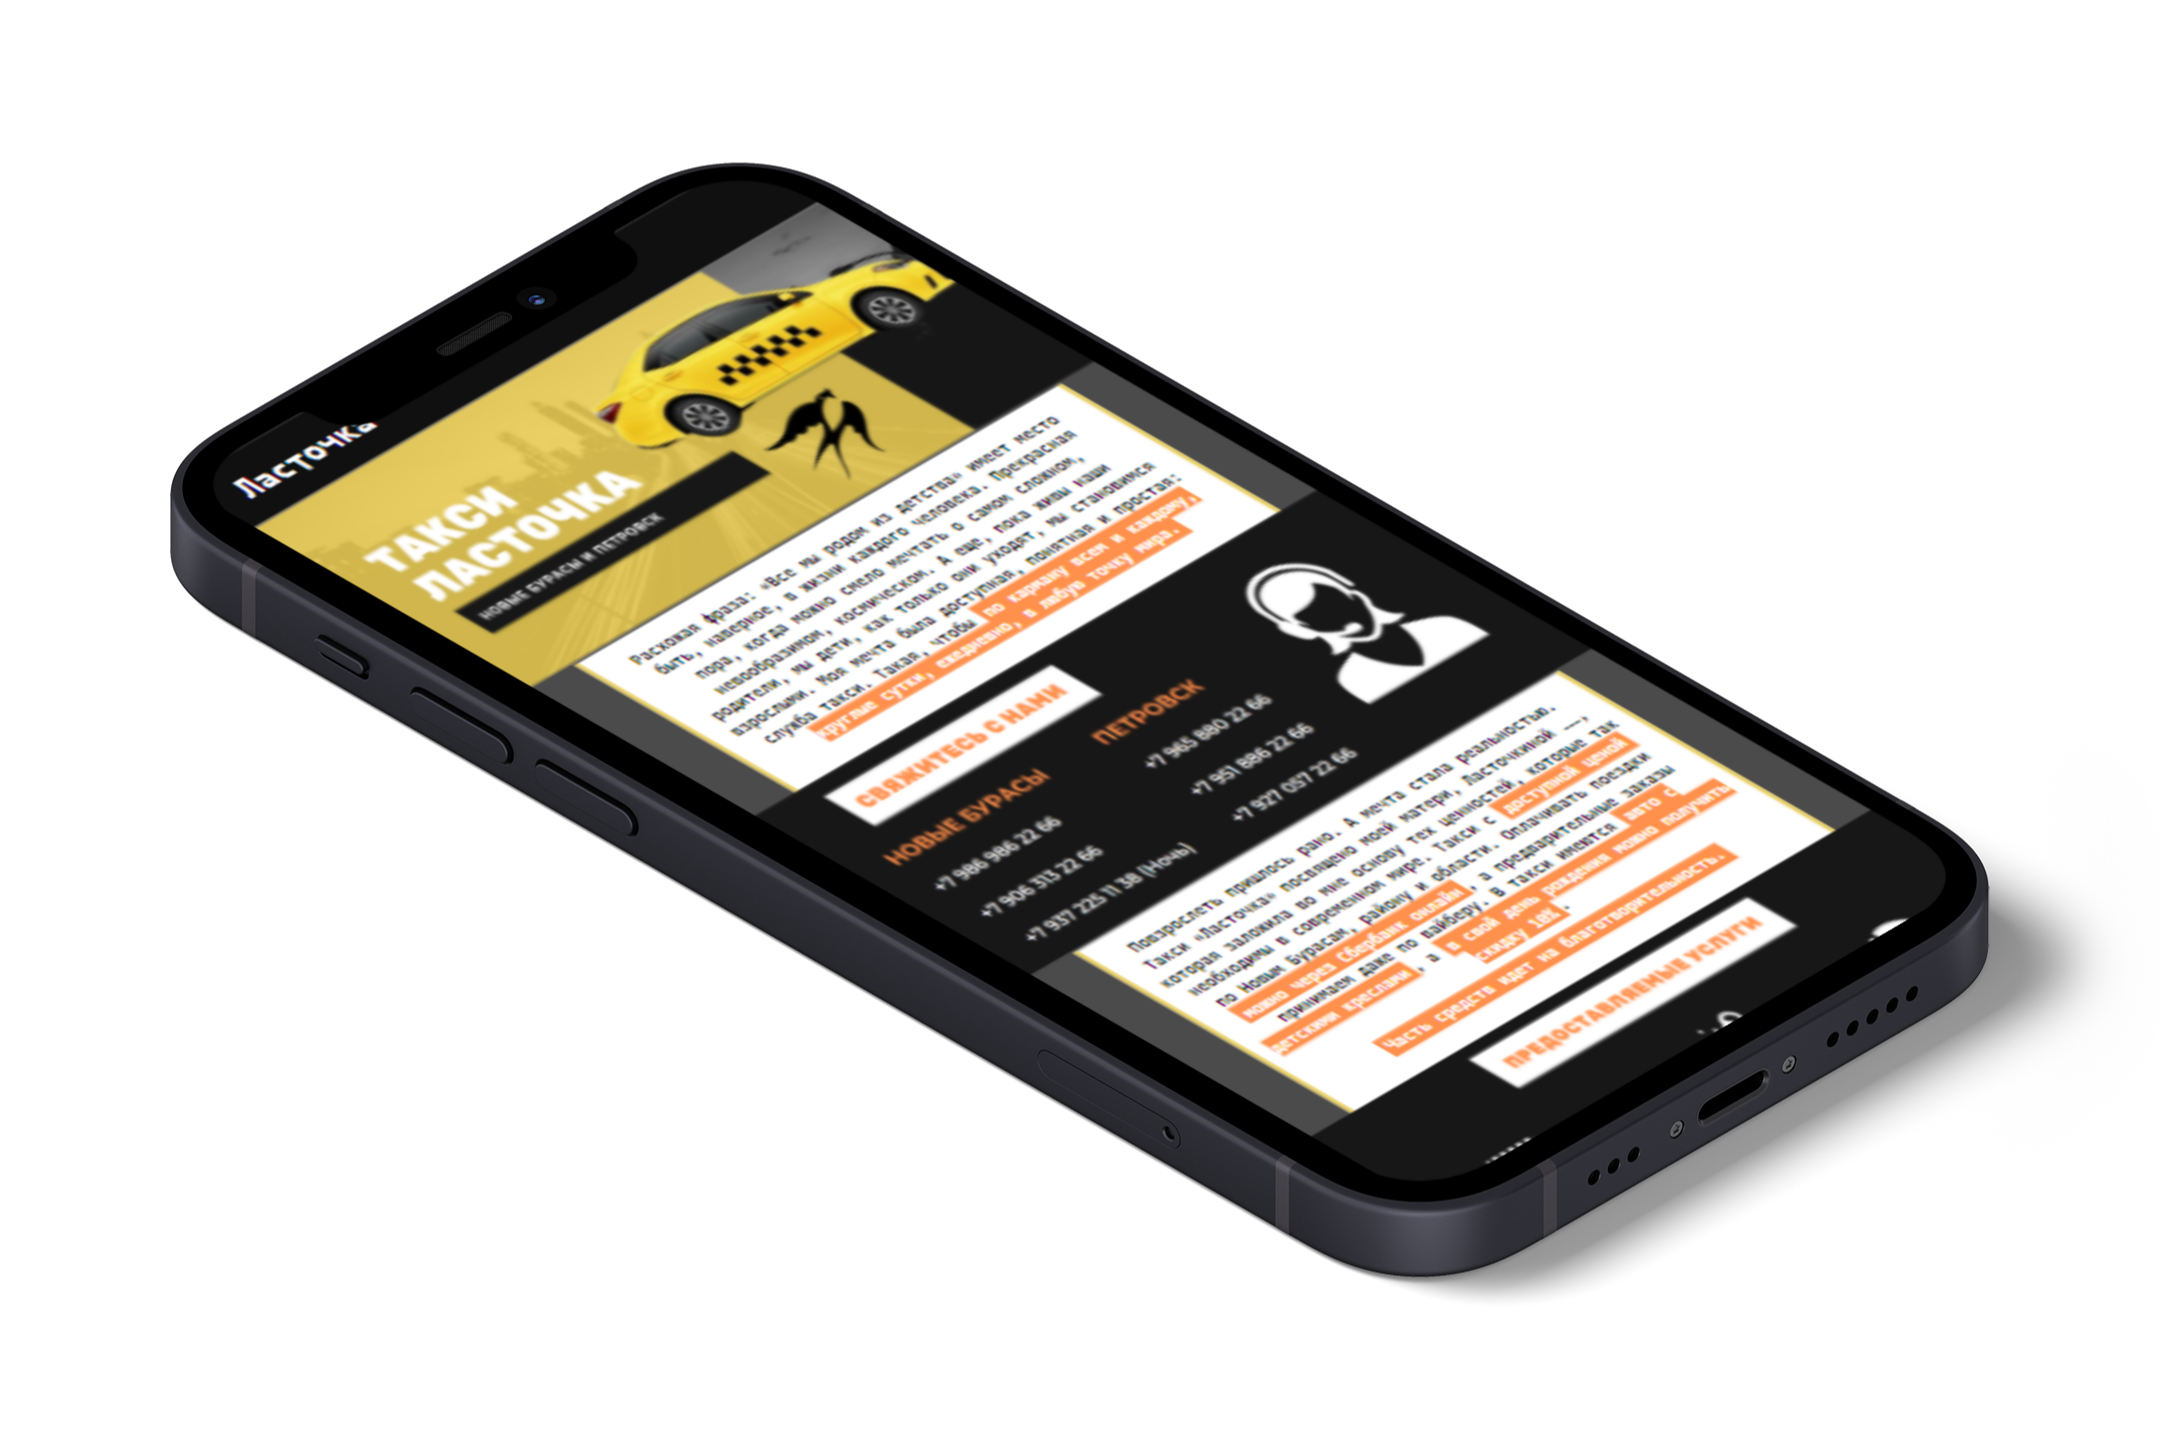 Ласточка
ТАКСИ
ЛАСТОЧКА
НОВЫЕ БУРАСЫ И ПЕТРОВСК
Расхожая фраза: «Все мы родом из детства» имеет место
быть, наверное, в жизни каждого человека. Прекрасная
пора, когда можно смело мечтать о самом сложном,
невообразимом, космическом. А еще, пока живы наши
родители, мы дети, как только они уходят, мы становимся
взрослыми. Моя мечта была доступная, понятная и простая:
служба такси. Такая, чтобы по карману всем и каждому,
круглые сутки, ежедневно, в любую точку мира.
СВЯЖИТЕСЬ С НАМИ
НОВЫЕ БУРАСЫ
+7 986 986 22 66
+7 906 313 22 66
+7 937 225 11 38 (Ночь)
ПЕТРОВСК
+7 965 880 22 66
+7 951 886 22 66
+7 927 057 22 66
Повзрослеть пришлось рано. А мечта стала реальностью.
Такси «Ласточка» посвящено моей матери, Ласточкиной ——,
которая заложила во мне основу тех ценностей, которые так
необходимы в современном мире. Такси с доступной ценой
по Новым Бурасам, району и области. Оплачивать поездки
можно через Сбербанк онлайн, а предварительные заказы
принимаем даже по вайберу. В такси имеются авто с
детскими креслами, а в свой день рождения можно получить
скидку 10%.
Часть средств идет на благотворительность.
ПРЕДОСТАВЛЯЕМЫЕ УСЛУГИ